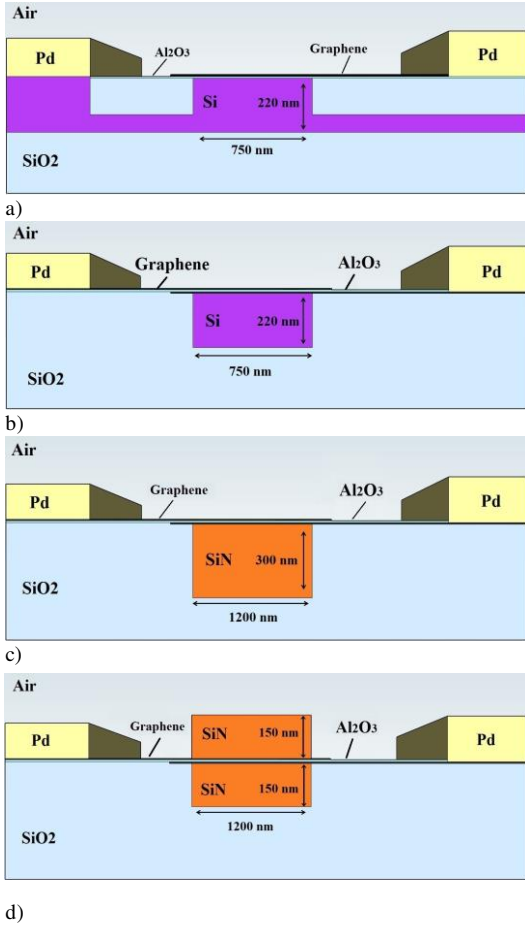 Air
Pd
Al2O3
Graphene
Pd
Si
220 nm
750 nm
SiO2
a)
Air
Pd
Graphene
Al2O3
Pd
Si
220 nm
750 nm
SiO2
b)
Air
Pd
Graphene
Al2O3
Pd
SiN
300 nm
SiO2
1200 nm
c)
Air
Graphene
SiN
150 nm
Al2O3
Pd
Pd
SiN
150 nm
1200 nm
SiO2
d)